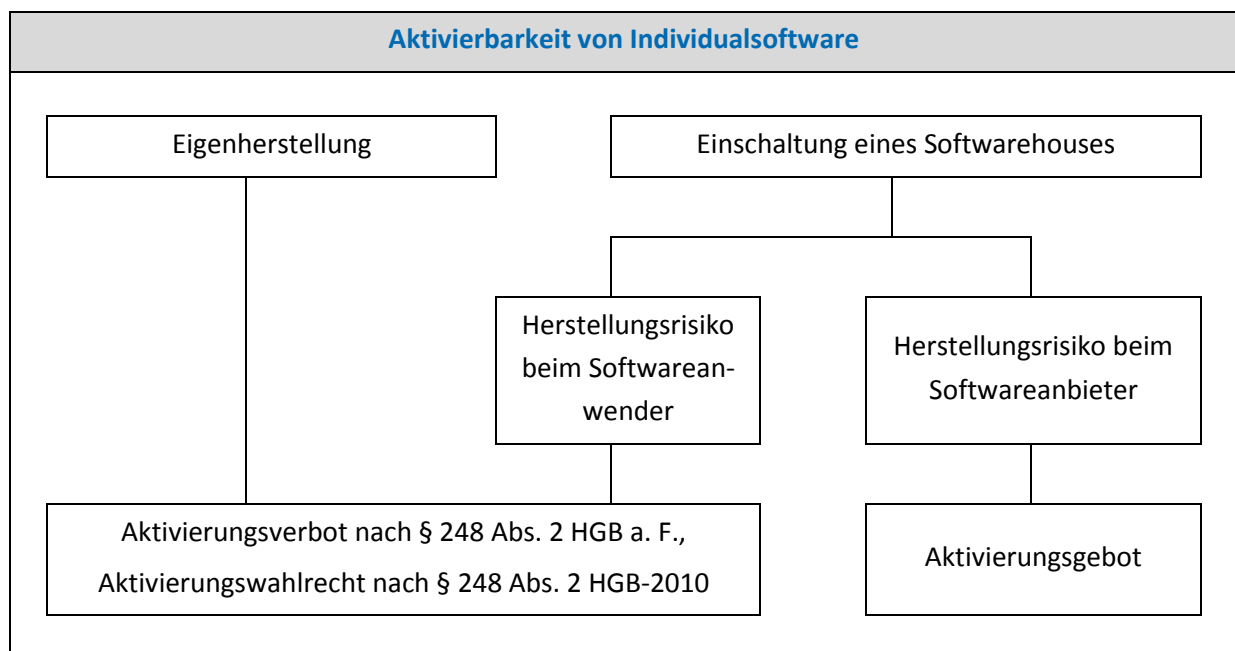 Aktivierbarkeit von Individualsoftware
Eigenherstellung
Einschaltung eines Softwarehouses
Herstellungsrisiko
beim Softwarean-
wender
Herstellungsrisiko beim
Softwareanbieter
Aktivierungsverbot nach § 248 Abs. 2 HGB a. F.,
Aktivierungswahlrecht nach § 248 Abs. 2 HGB-2010
Aktivierungsgebot